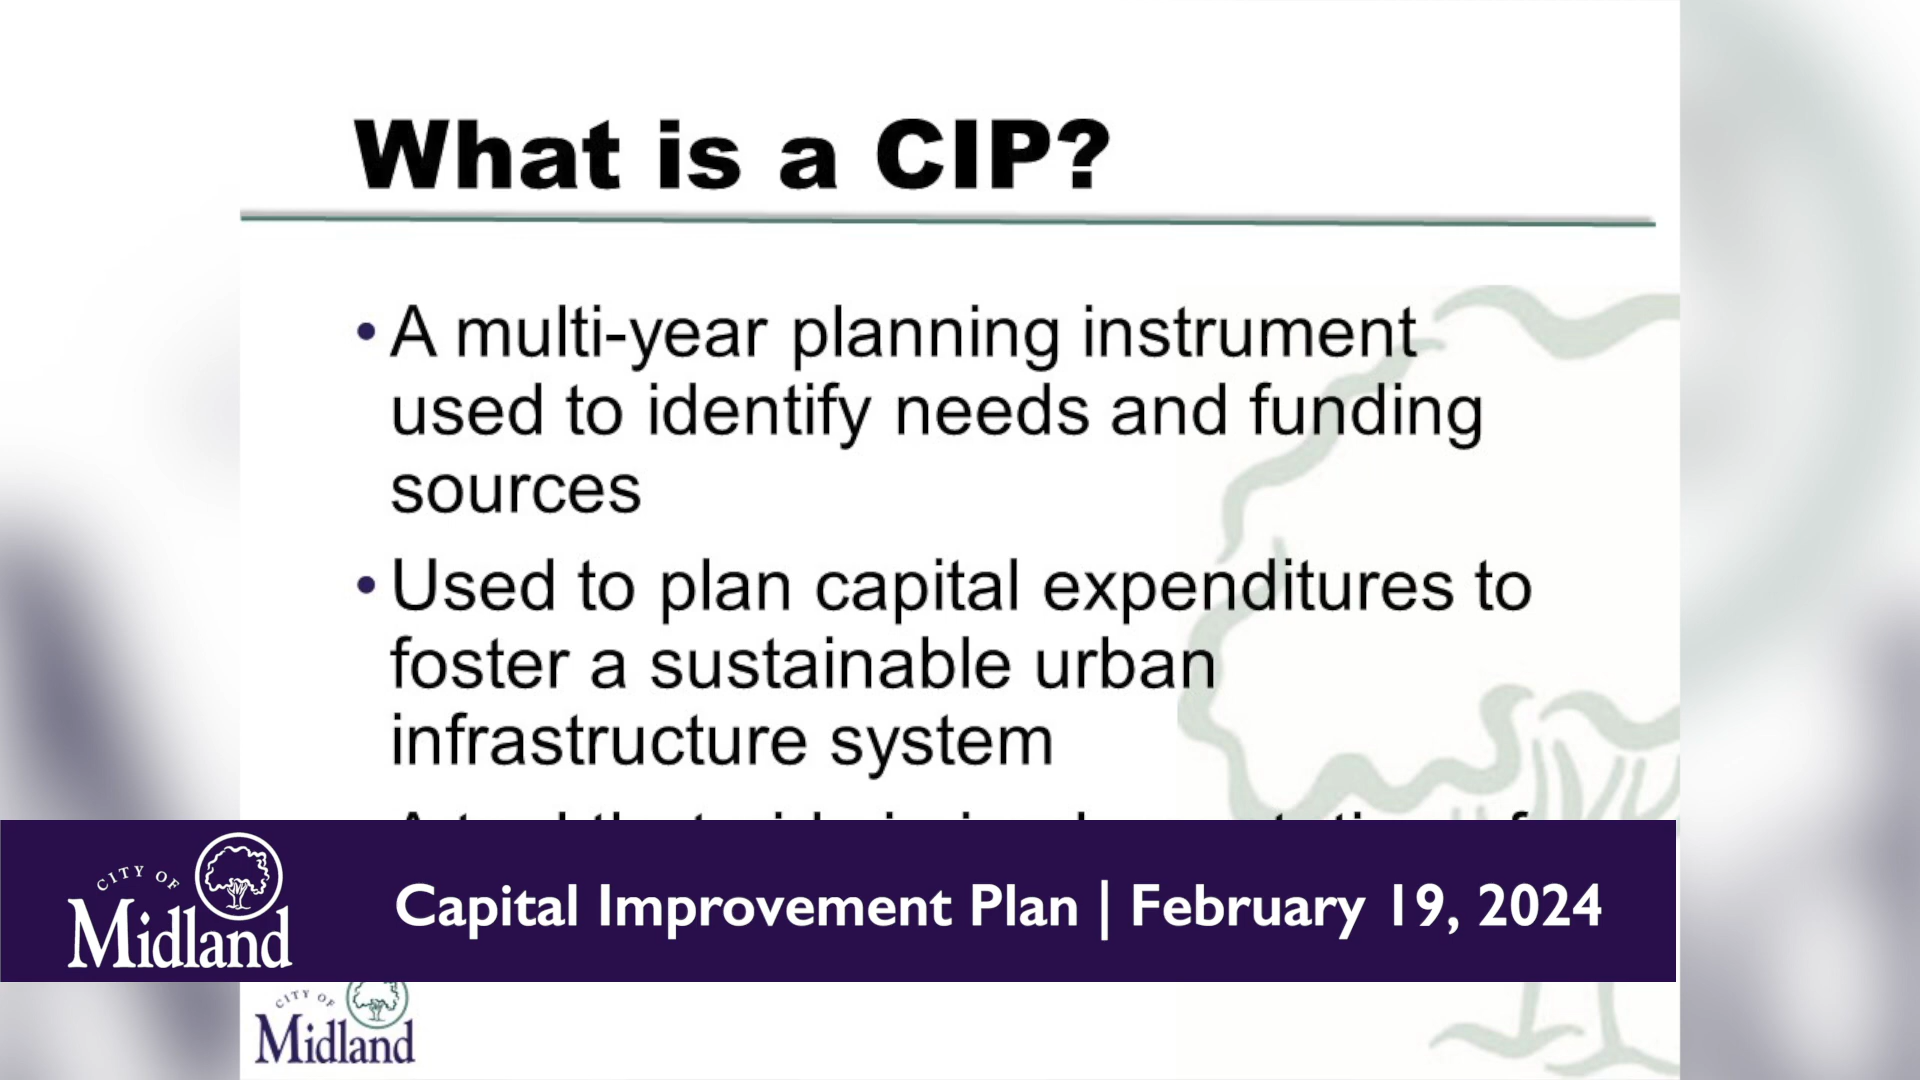 What is a CIP?
• A multi-year planning instrument
used to identify needs and funding
sources
• Used to plan capital expenditures to
foster a sustainable urban
infrastructure system
CITY OF
Midland
Capital Improvement Plan | February 19, 2024
CITY OF
Midland